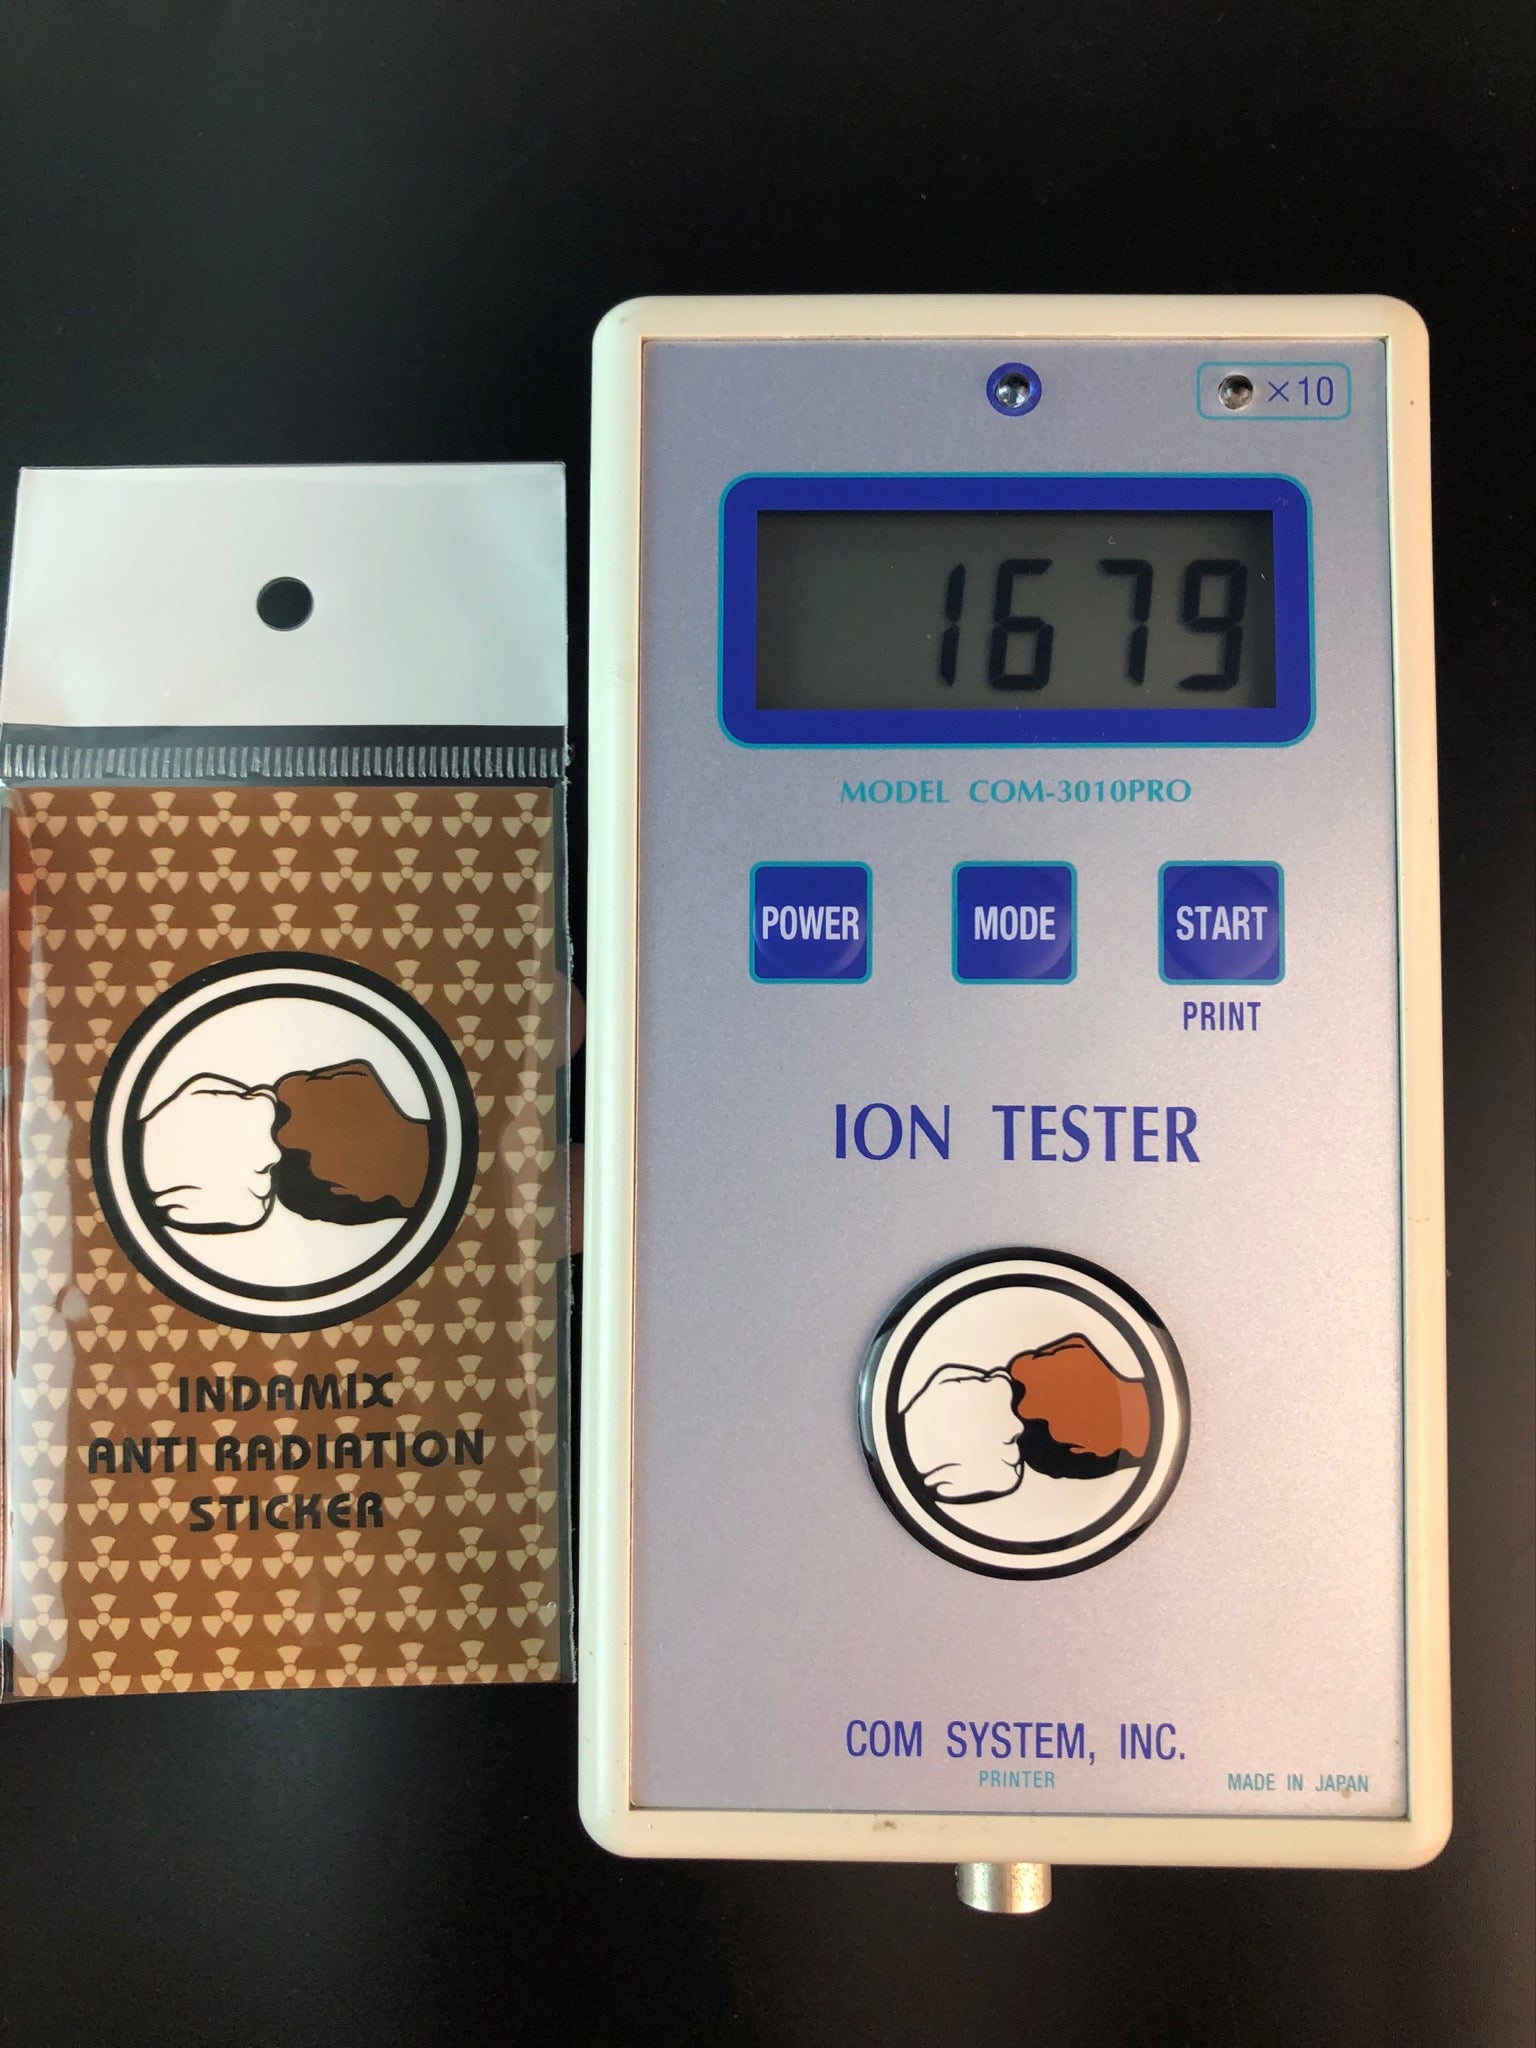 INDAMIX
ANTI RADIATION
STICKER
×10
1679
MODEL COM-3010PRO
POWER
MODE
START
PRINT
ION TESTER
COM SYSTEM, INC.
PRINTER
MADE IN JAPAN